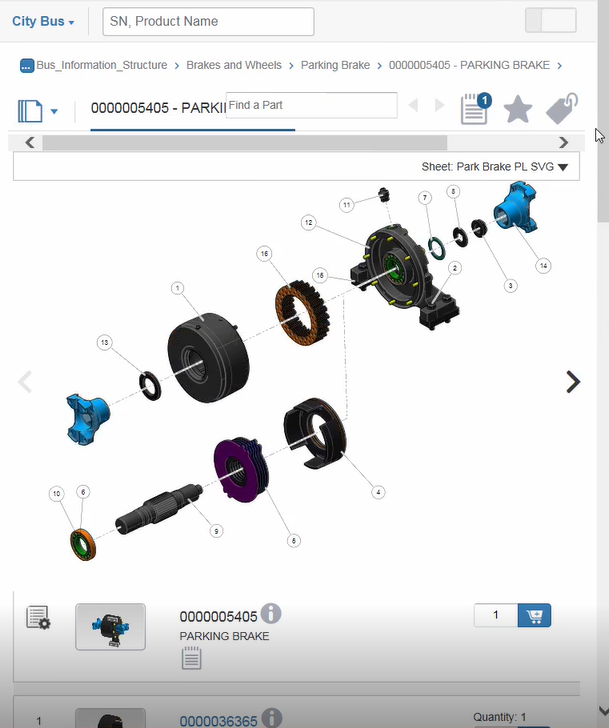 City Bus
SN, Product Name
... Bus_Information_Structure > Brakes and Wheels > Parking Brake > 0000005405 - PARKING BRAKE >
0000005405 - PARKII
Find a Part
1
Sheet: Park Brake PL SVG
11
7
8
12
16
2
14
3
15
1
13
4
10
6
9
5
0000005405
1
PARKING BRAKE
1
0000036365
Quantity: 1